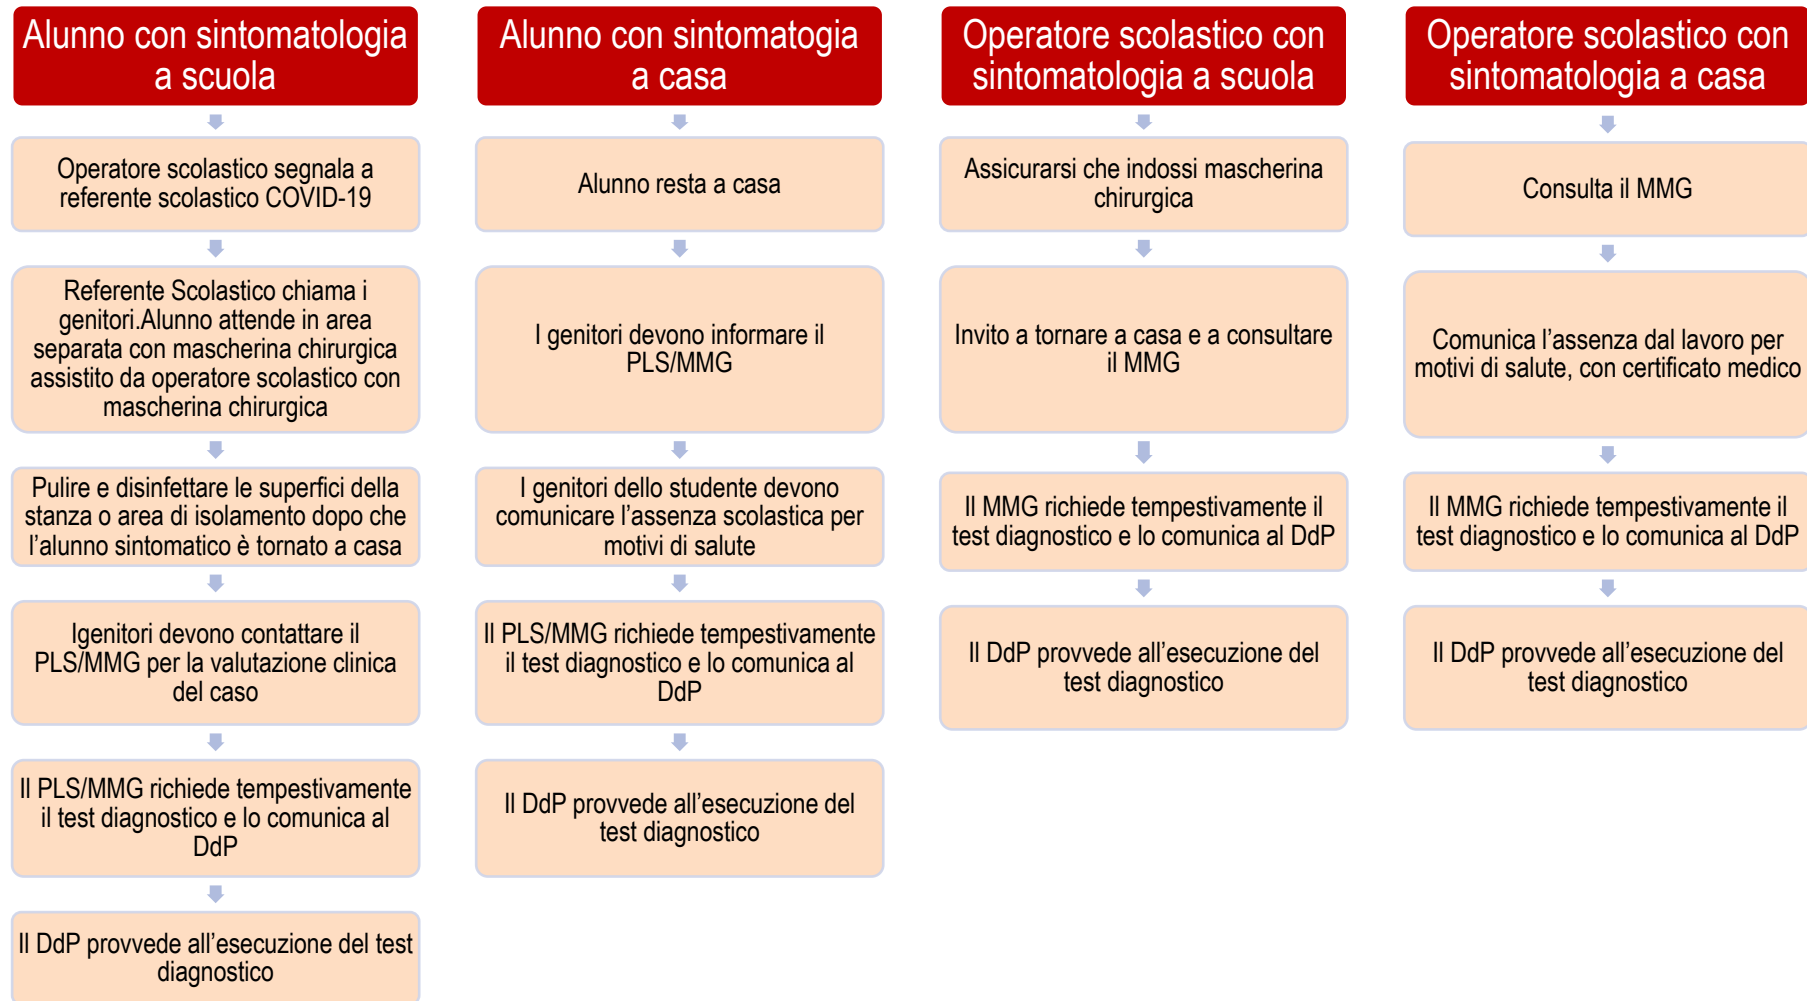 Alunno con sintomatologia
a scuola
Operatore scolastico segnala a
referente scolastico COVID-19
Referente Scolastico chiama i
genitori.Alunno attende in area
separata con mascherina chirurgica
assistito da operatore scolastico con
mascherina chirurgica
Pulire e disinfettare le superfici della
stanza o area di isolamento dopo che
l’alunno sintomatico è tornato a casa
Igenitori devono contattare il
PLS/MMG per la valutazione clinica
del caso
Il PLS/MMG richiede tempestivamente
il test diagnostico e lo comunica al
DdP
Il DdP provvede all’esecuzione del test
diagnostico
Alunno con sintomatogia
a casa
Alunno resta a casa
I genitori devono informare il
PLS/MMG
I genitori dello studente devono
comunicare l’assenza scolastica per
motivi di salute
Il PLS/MMG richiede tempestivamente
il test diagnostico e lo comunica al
DdP
Il DdP provvede all’esecuzione del
test diagnostico
Operatore scolastico con
sintomatologia a scuola
Assicurarsi che indossi mascherina
chirurgica
Invito a tornare a casa e a consultare
il MMG
Il MMG richiede tempestivamente il
test diagnostico e lo comunica al DdP
Il DdP provvede all’esecuzione del
test diagnostico
Operatore scolastico con
sintomatologia a casa
Consulta il MMG
Comunica l’assenza dal lavoro per
motivi di salute, con certificato medico
Il MMG richiede tempestivamente il
test diagnostico e lo comunica al DdP
Il DdP provvede all’esecuzione del
test diagnostico